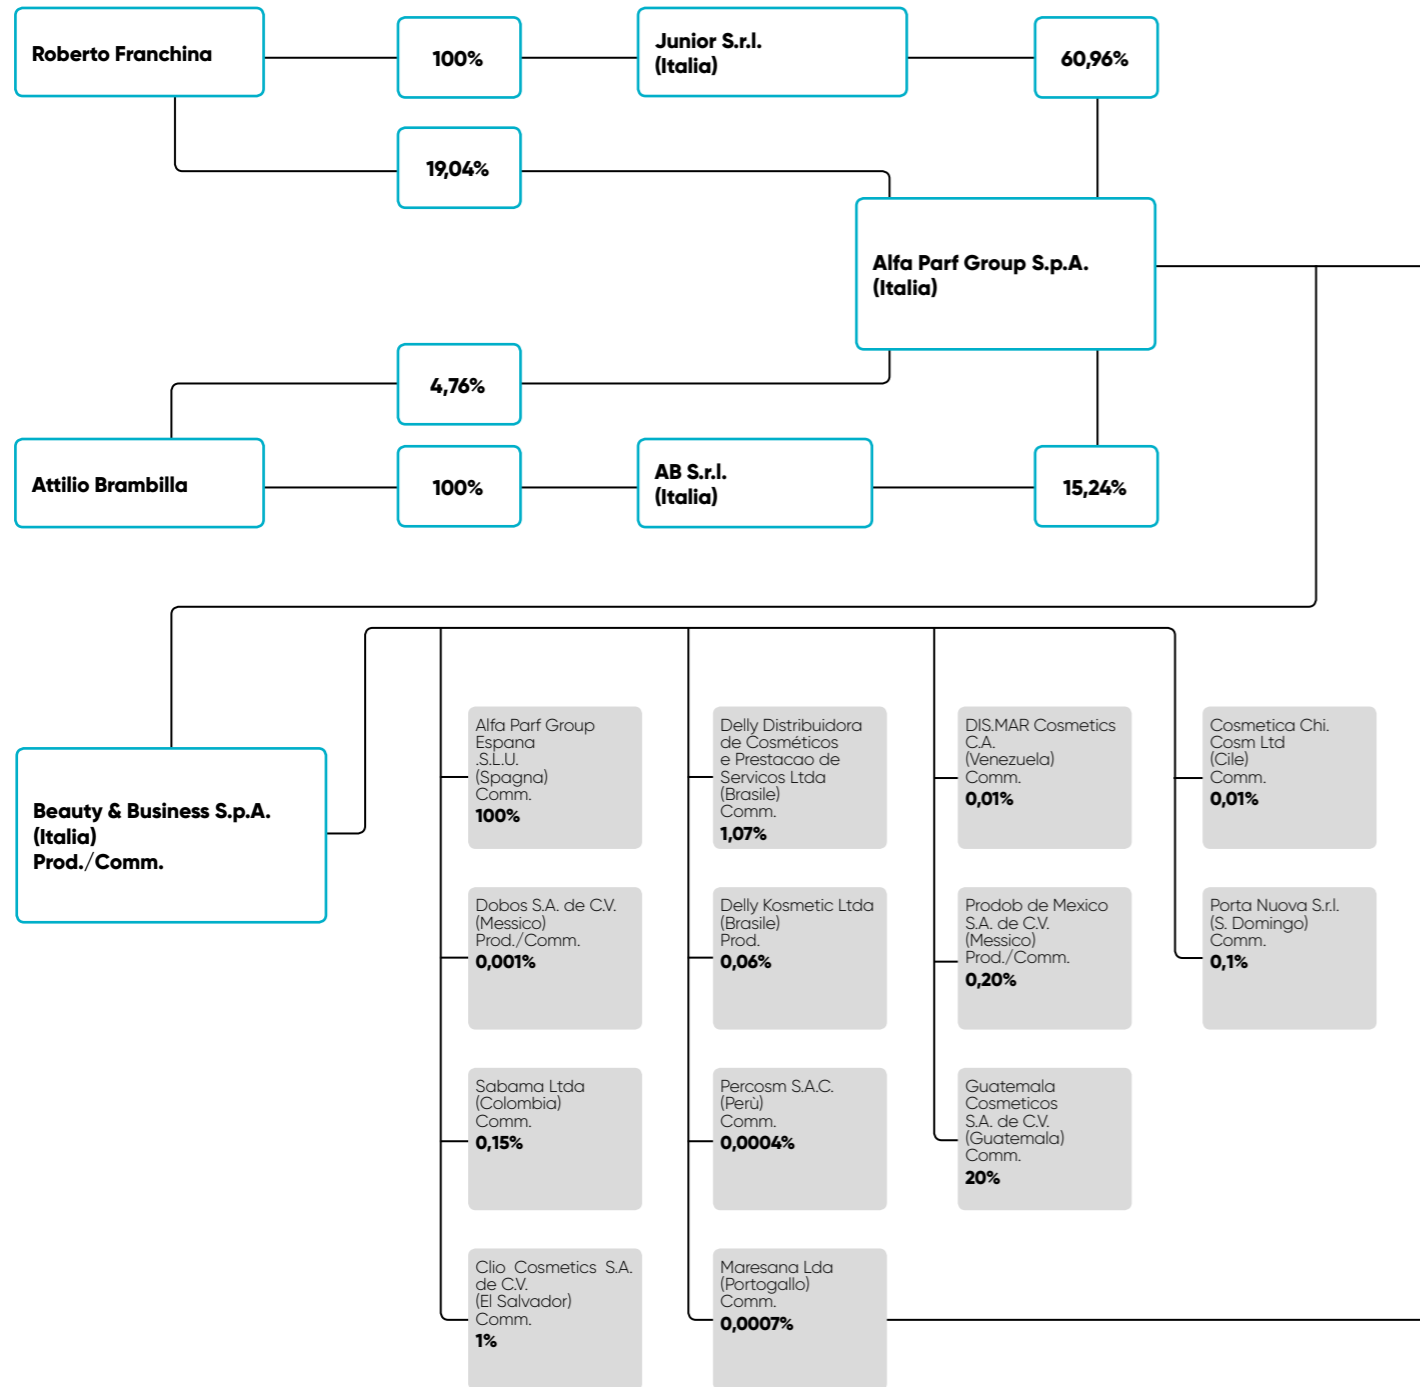 Roberto Franchina
100%
Junior S.r.l.
(Italia)
60,96%
19,04%
Alfa Parf Group S.p.A.
(Italia)
4,76%
Attilio Brambilla
100%
AB S.r.l.
(Italia)
15,24%
Beauty & Business S.p.A.
(Italia)
Prod./Comm.
Alfa Parf Group
Espana
.S.L.U.
(Spagna)
Comm.
100%
Delly Distribuidora
de Cosméticos
e Prestacao de
Servicos Ltda
(Brasile)
Comm.
1,07%
DIS.MAR Cosmetics
C.A.
(Venezuela)
Comm.
0,01%
Cosmetica Chi.
Cosm Ltd
(Cile)
Comm.
0,01%
Dobos S.A. de C.V.
(Messico)
Prod./Comm.
0,001%
Delly Kosmetic Ltda
(Brasile)
Prod.
0,06%
Prodob de Mexico
S.A. de C.V.
(Messico)
Prod./Comm.
0,20%
Porta Nuova S.r.l.
(S. Domingo)
Comm.
0,1%
Sabama Ltda
(Colombia)
Comm.
0,15%
Percosm S.A.C.
(Perù)
Comm.
0,0004%
Guatemala
Cosmeticos
S.A. de C.V.
(Guatemala)
Comm.
20%
Clio Cosmetics S.A.
de C.V.
(El Salvador)
Comm.
1%
Maresana Lda
(Portogallo)
Comm.
0,0007%